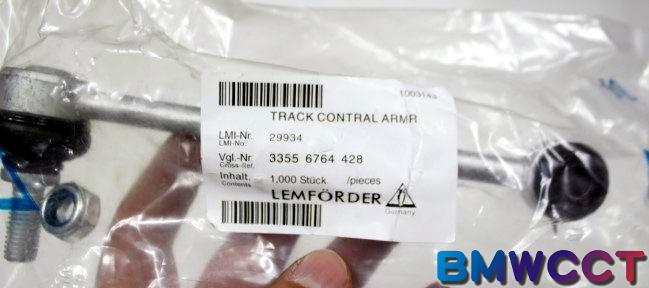 1003149
TRACK CONTRAL ARMR
LMI-Nr. 29934
LMI-No.
Vgl.-Nr 3355 6764 428
Cross-Ref.
Inhalt. 1,000 Stück /pieces
Contents
LEMFÖRDER
Germany
BMWCCT